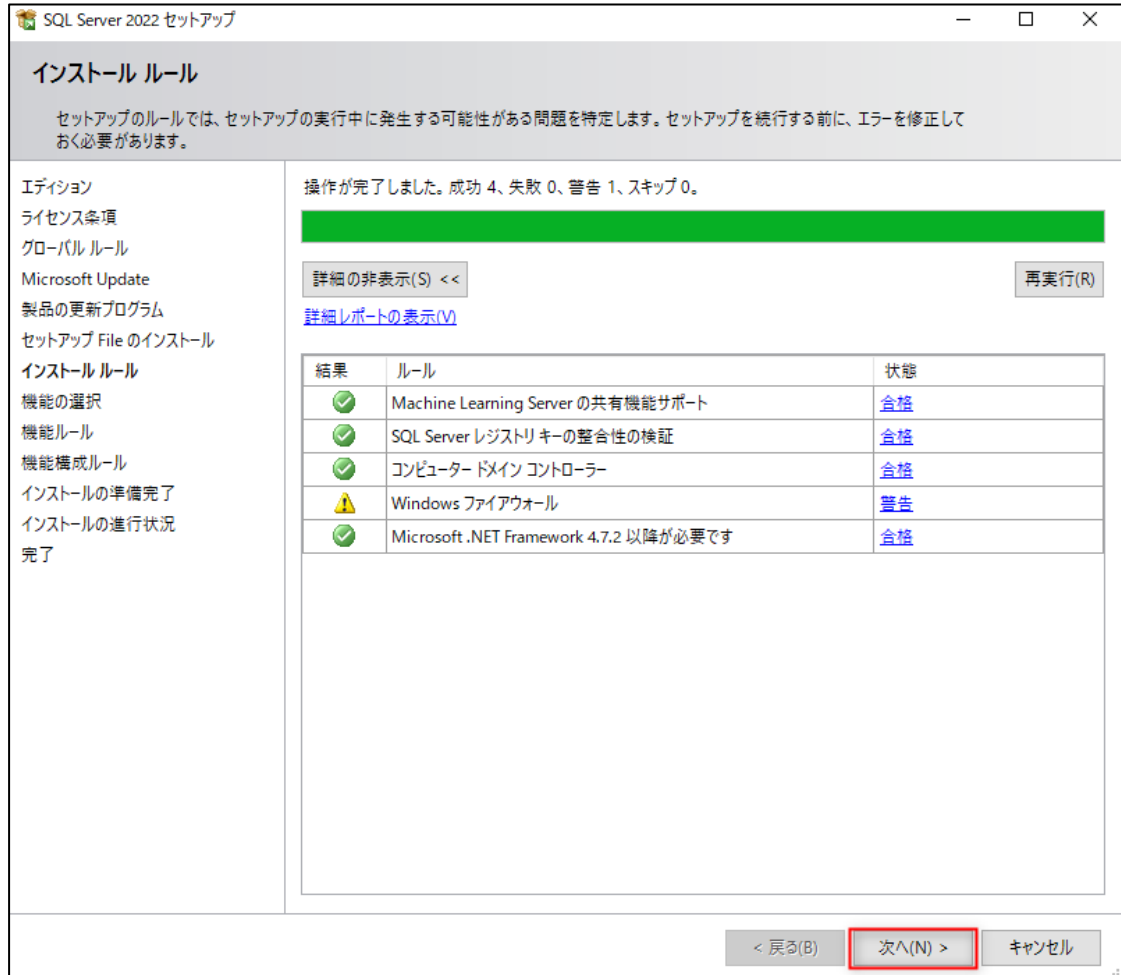 SQL Server 2022 セットアップ
インストール ルール
セットアップのルールでは、セットアップの実行中に発生する可能性がある問題を特定します。セットアップを続行する前に、エラーを修正して
おく必要があります。
エディション
ライセンス条項
グローバル ルール
Microsoft Update
製品の更新プログラム
セットアップ File のインストール
インストール ルール
機能の選択
機能ルール
機能構成ルール
インストールの準備完了
インストールの進行状況
完了
操作が完了しました。成功 4、失敗 0、警告 1、スキップ 0。
詳細の非表示(S) <<
再実行(R)
詳細レポートの表示(V)
結果 ルール 状態
Machine Learning Server の共有機能サポート 合格
SQL Server レジストリ キーの整合性の検証 合格
コンピューター ドメイン コントローラー 合格
Windows ファイアウォール 警告
Microsoft .NET Framework 4.7.2 以降が必要です 合格
< 戻る(B) 次へ(N) > キャンセル